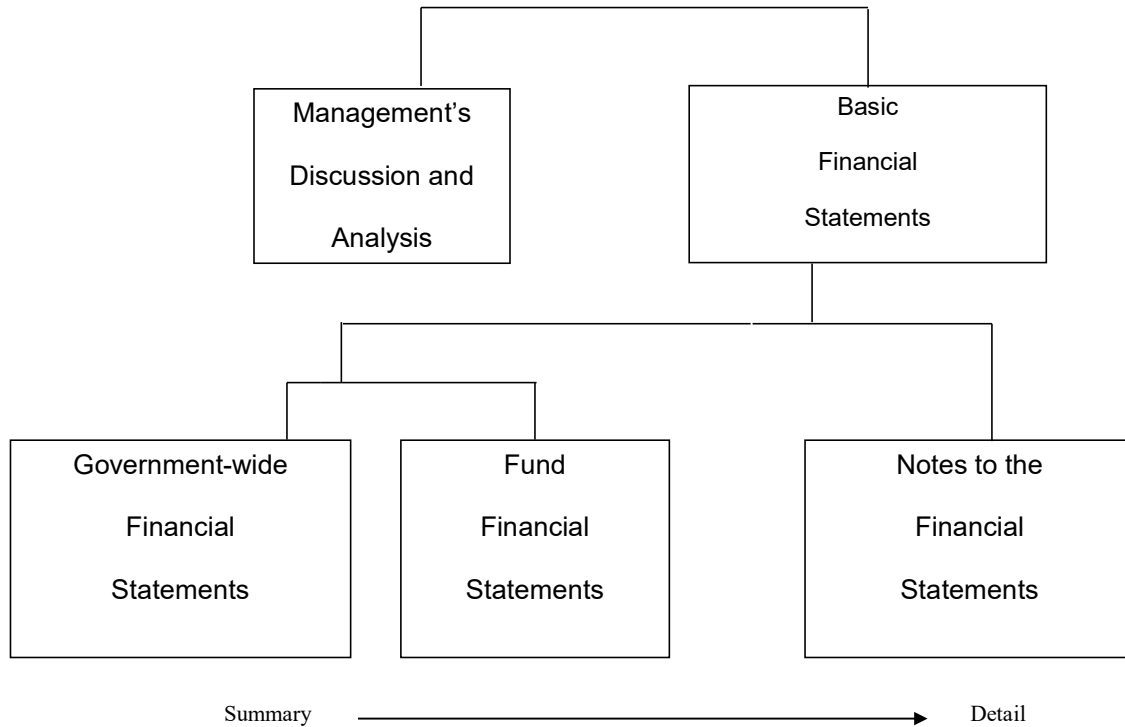 Management’s
Discussion and
Analysis
Basic
Financial
Statements
Government-wide
Financial
Statements
Fund
Financial
Statements
Notes to the
Financial
Statements
Summary
Detail